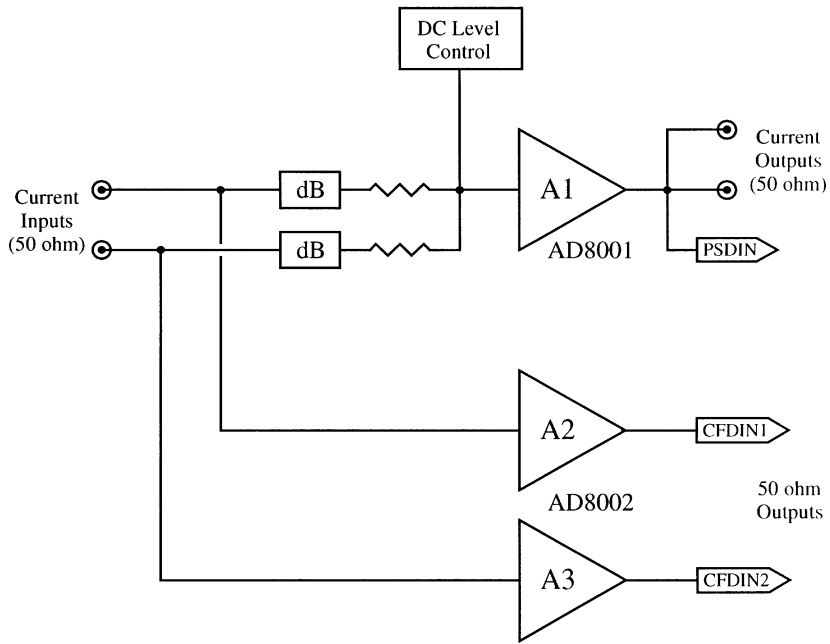 DC Level
Control
Current
Inputs
(50 ohm)
dB
dB
A1
AD8001
Current
Outputs
(50 ohm)
PSDIN
A2
CFDIN1
AD8002
50 ohm
Outputs
A3
CFDIN2